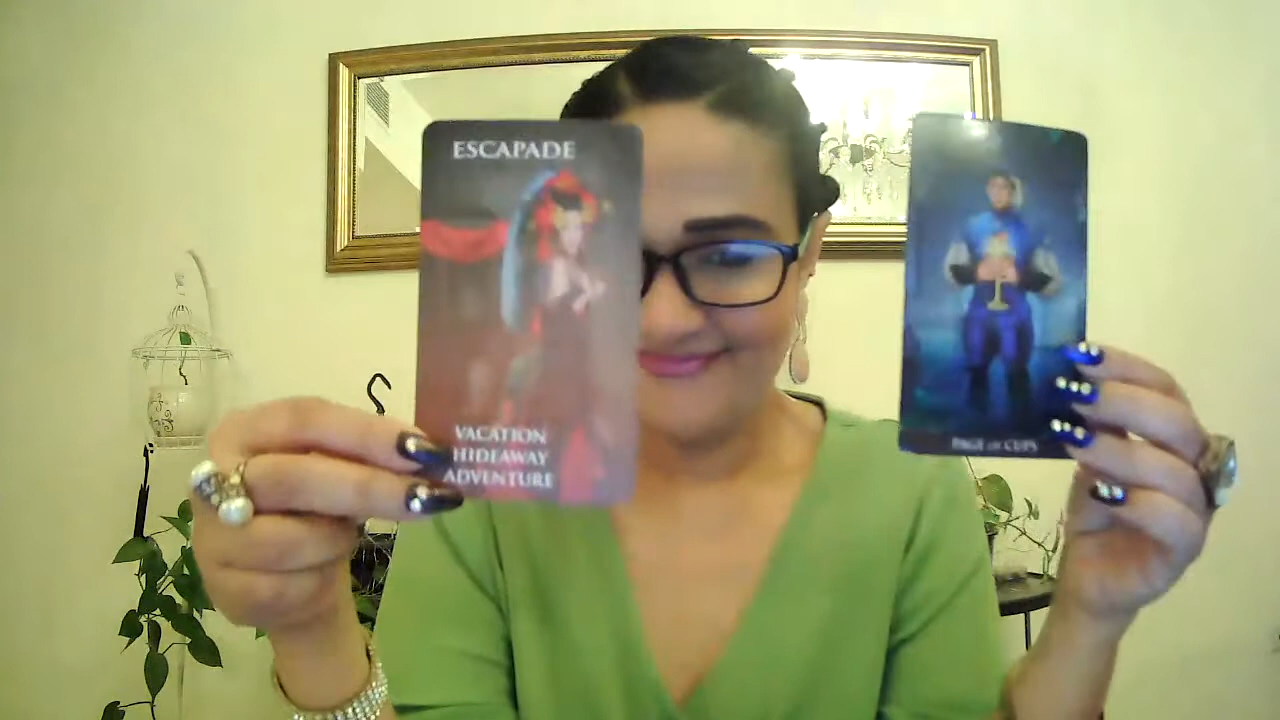 ESCAPADE
VACATION
HIDEAWAY
ADVENTURE
PAGE OF CUPS